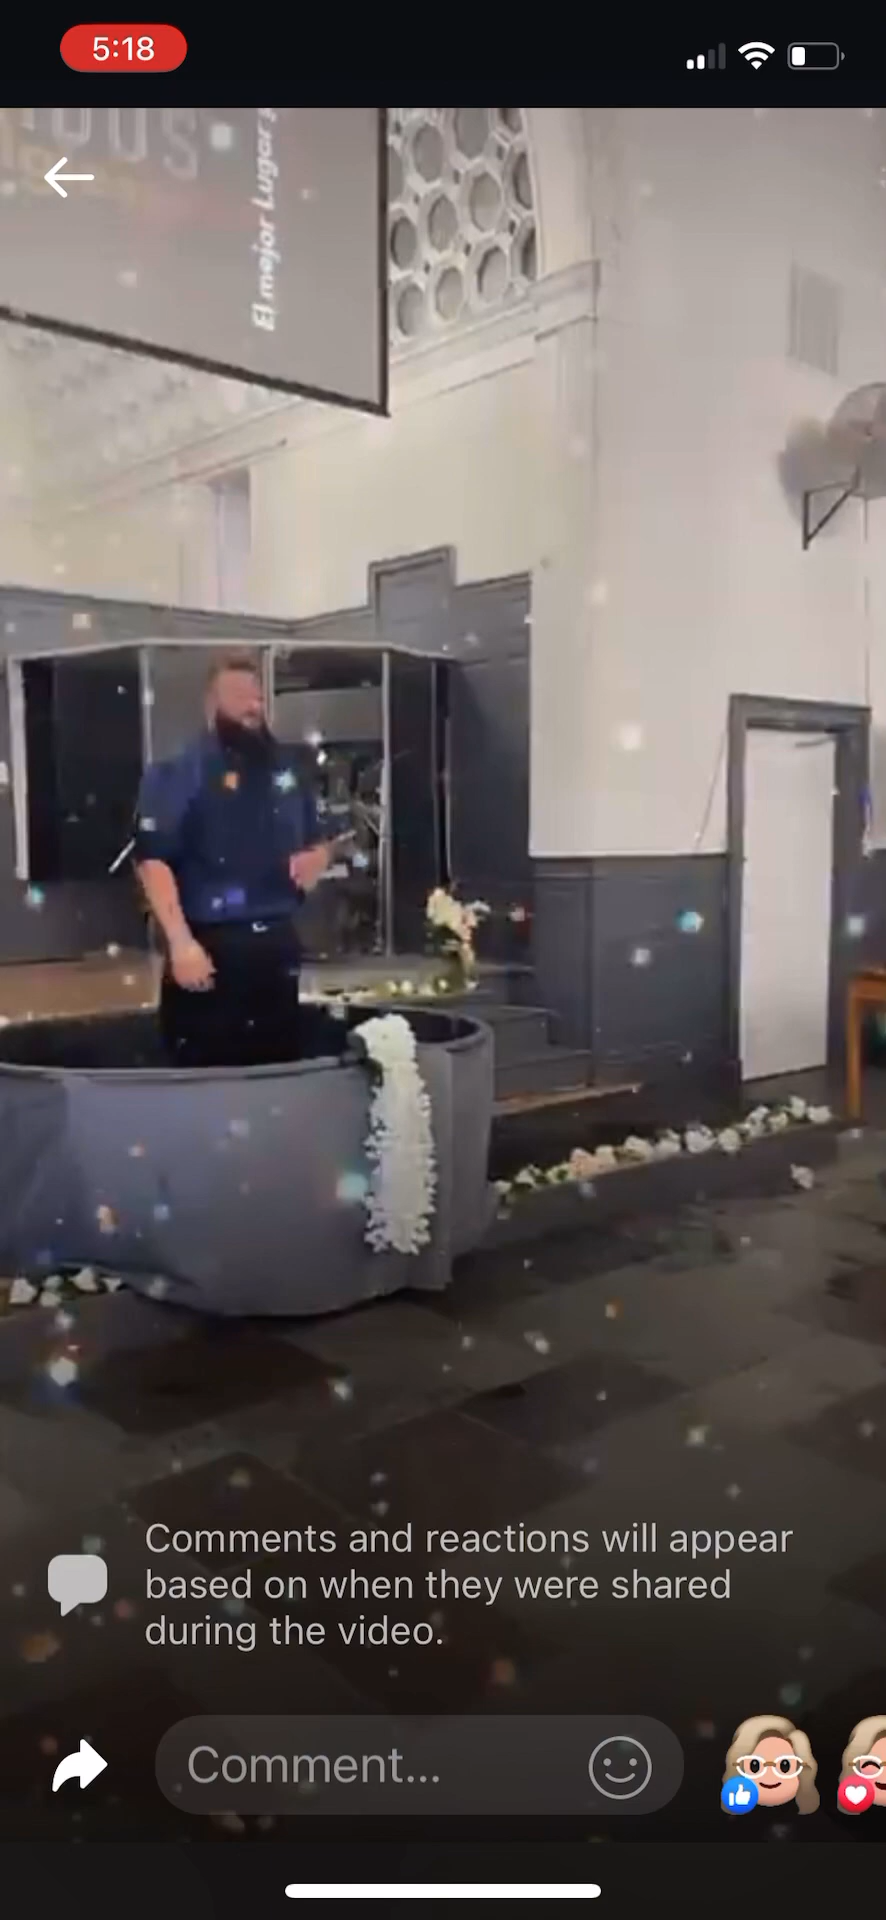 5:18
El mejor Lugar
Comments and reactions will appear
based on when they were shared
during the video.
Comment...